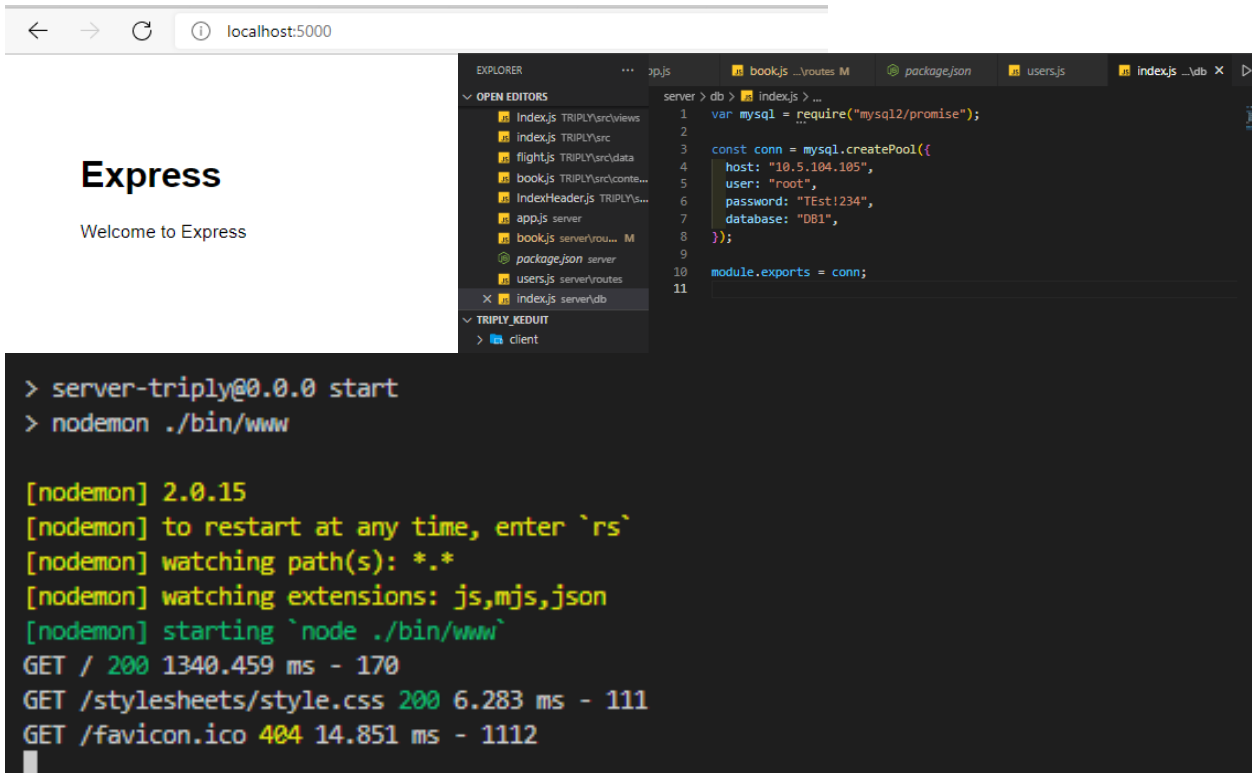 localhost:5000
Express
Welcome to Express
EXPLORER
OPEN EDITORS
Index.js TRIPLY\src\views
index.js TRIPLY\src
flight.js TRIPLY\src\data
book.js TRIPLY\src\conte...
IndexHeader.js TRIPLY\s...
app.js server
book.js server\rou... M
package.json server
users.js server\routes
index.js server\db
TRIPLY_KEDUIT
client
pp.js book.js ...\routes M package.json users.js index.js ...\db
server > db > index.js > ...
1 var mysql = require("mysql2/promise");
2
3 const conn = mysql.createPool({
4 host: "10.5.104.105",
5 user: "root",
6 password: "TEst!234",
7 database: "DB1",
8 });
9
10 module.exports = conn;
11
> server-triply@0.0.0 start
> nodemon ./bin/www
[nodemon] 2.0.15
[nodemon] to restart at any time, enter `rs`
[nodemon] watching path(s): *.*
[nodemon] watching extensions: js,mjs,json
[nodemon] starting `node ./bin/www`
GET / 200 1340.459 ms - 170
GET /stylesheets/style.css 200 6.283 ms - 111
GET /favicon.ico 404 14.851 ms - 1112